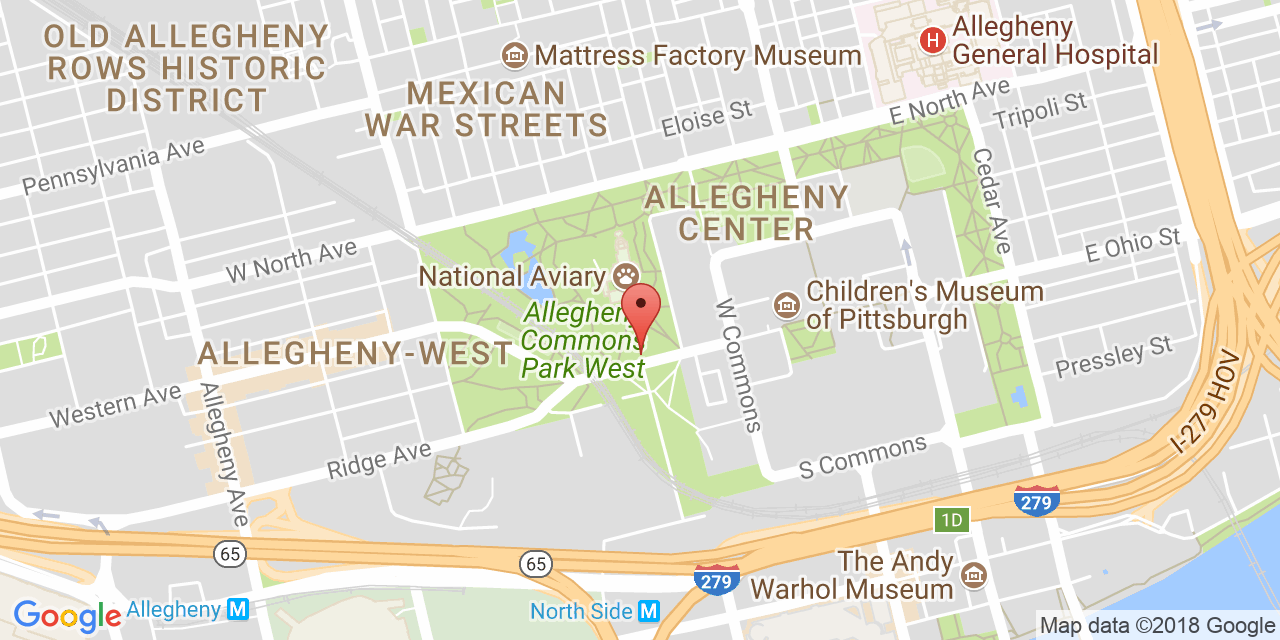 OLD ALLEGHENY
ROWS HISTORIC
DISTRICT
Mattress Factory Museum
H
Allegheny
General Hospital
MEXICAN
WAR STREETS
Eloise St
E North Ave
Tripoli St
Pennsylvania Ave
Cedar Ave
ALLEGHENY
CENTER
W North Ave
E Ohio St
National Aviary
Allegheny
Commons
Park West
Children's Museum
of Pittsburgh
W Commons
ALLEGHENY-WEST
Pressley St
Western Ave
Allegheny Ave
I-279 HOV
Ridge Ave
S Commons
279
1D
65
65
279
The Andy
Warhol Museum
Google
Allegheny M
North Side M
Map data ©2018 Google